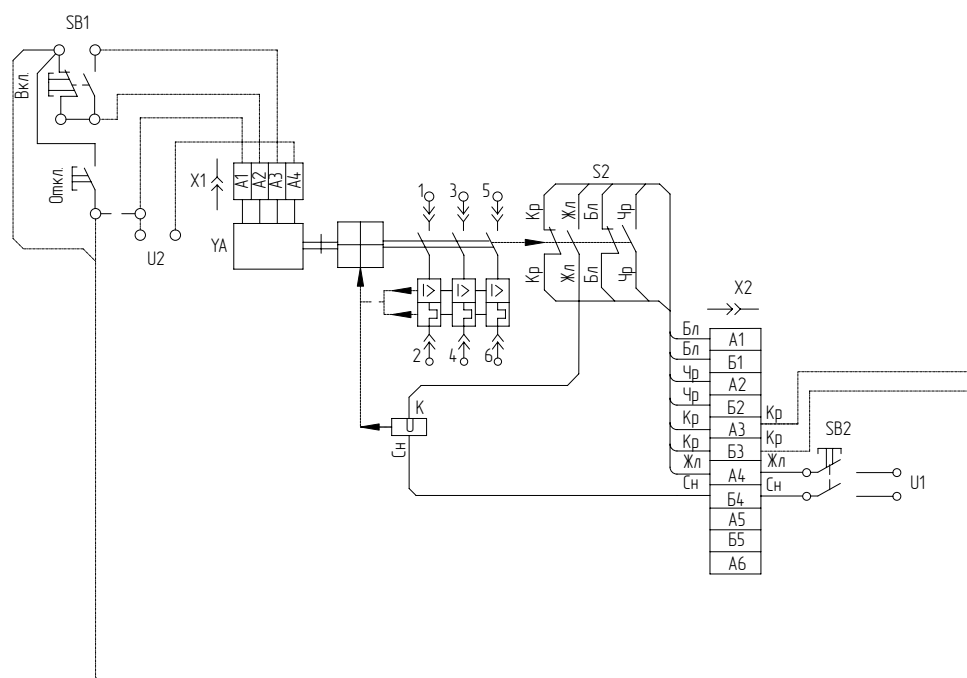 SB1
Вкл.
Откл.
X1
A1
A2
A3
A4
YA
U2
1
3
5
I>
I>
I>
2
4
6
S2
Кр
Жл
Бл
Чр
Кр
Жл
Бл
Чр
K
U
Сн
X2
Бл
A1
Бл
Б1
Чр
A2
Чр
Б2
Кр
A3
Кр
Кр
Б3
Кр
Жл
A4
Жл
Сн
Б4
Сн
A5
Б5
A6
SB2
U1